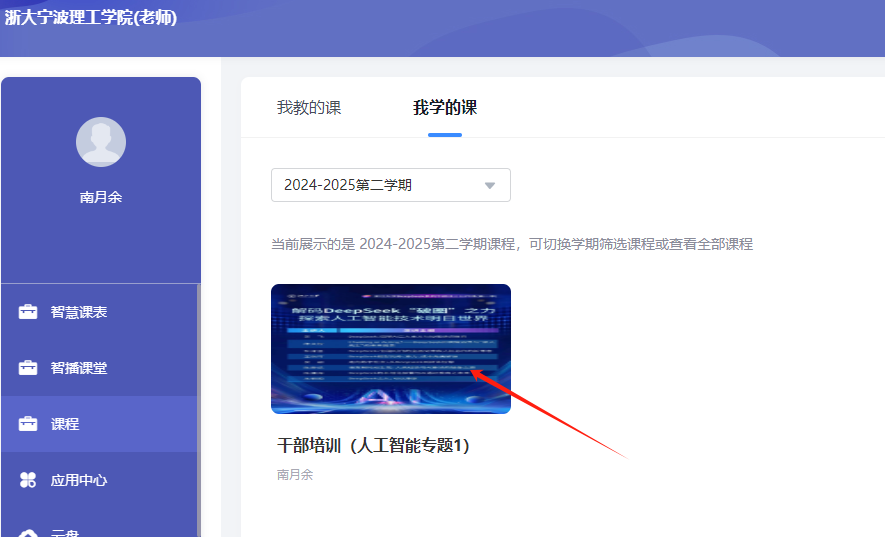 浙大宁波理工学院(老师)
南月余
智慧课表
智播课堂
课程
应用中心
云盘
我教的课
我学的课
2024-2025第二学期
当前展示的是 2024-2025第二学期课程，可切换学期筛选课程或查看全部课程
解码DeepSeek“破圈”之力
探索人工智能技术明日世界
AI
干部培训（人工智能专题1）
南月余